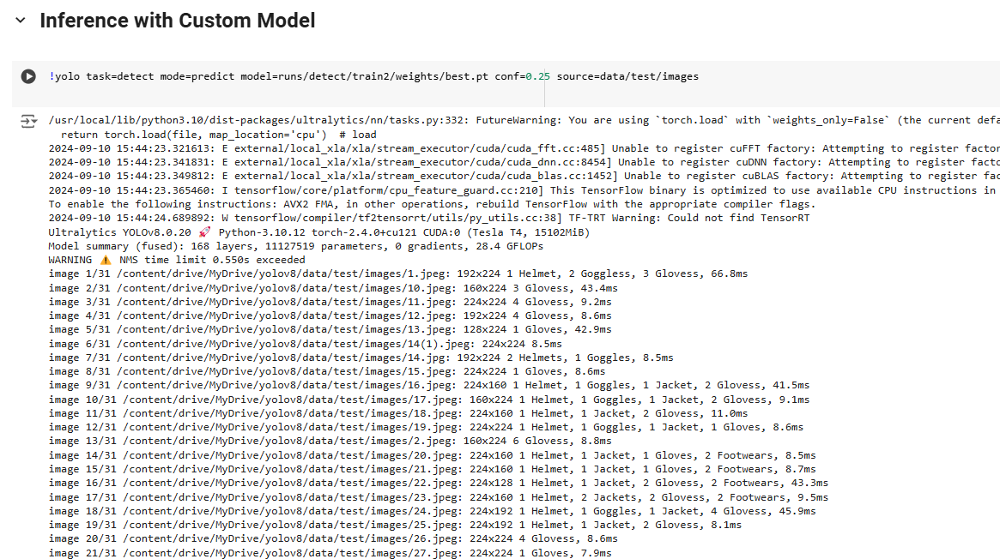 Inference with Custom Model
!yolo task=detect mode=predict model=runs/detect/train2/weights/best.pt conf=0.25 source=data/test/images
/usr/local/lib/python3.10/dist-packages/ultralytics/nn/tasks.py:332: FutureWarning: You are using `torch.load` with `weights_only=False` (the current defa
return torch.load(file, map_location='cpu')  # load
2024-09-10 15:44:23.321613: E external/local_xla/xla/stream_executor/cuda/cuda_fft.cc:485] Unable to register cuFFT factory: Attempting to register factor
2024-09-10 15:44:23.341831: E external/local_xla/xla/stream_executor/cuda/cuda_dnn.cc:8454] Unable to register cuDNN factory: Attempting to register facto
2024-09-10 15:44:23.349812: E external/local_xla/xla/stream_executor/cuda/cuda_blas.cc:1452] Unable to register cuBLAS factory: Attempting to register fac
2024-09-10 15:44:23.365460: I tensorflow/core/platform/cpu_feature_guard.cc:210] This TensorFlow binary is optimized to use available CPU instructions in
To enable the following instructions: AVX2 FMA, in other operations, rebuild TensorFlow with the appropriate compiler flags.
2024-09-10 15:44:24.689892: W tensorflow/compiler/tf2tensorrt/utils/py_utils.cc:38] TF-TRT Warning: Could not find TensorRT
Ultralytics YOLOv8.0.20 🚀 Python-3.10.12 torch-2.4.0+cu121 CUDA:0 (Tesla T4, 15102MiB)
Model summary (fused): 168 layers, 11127519 parameters, 0 gradients, 28.4 GFLOPs
WARNING ⚠️ NMS time limit 0.550s exceeded
image 1/31 /content/drive/MyDrive/yolov8/data/test/images/1.jpeg: 192x224 1 Helmet, 2 Goggless, 3 Glovess, 66.8ms
image 2/31 /content/drive/MyDrive/yolov8/data/test/images/10.jpeg: 160x224 3 Glovess, 43.4ms
image 3/31 /content/drive/MyDrive/yolov8/data/test/images/11.jpeg: 224x224 4 Glovess, 9.2ms
image 4/31 /content/drive/MyDrive/yolov8/data/test/images/12.jpeg: 192x224 4 Glovess, 8.6ms
image 5/31 /content/drive/MyDrive/yolov8/data/test/images/13.jpeg: 128x224 1 Gloves, 42.9ms
image 6/31 /content/drive/MyDrive/yolov8/data/test/images/14(1).jpeg: 224x224 8.5ms
image 7/31 /content/drive/MyDrive/yolov8/data/test/images/14.jpg: 192x224 2 Helmets, 1 Goggles, 8.5ms
image 8/31 /content/drive/MyDrive/yolov8/data/test/images/15.jpeg: 224x224 1 Gloves, 8.6ms
image 9/31 /content/drive/MyDrive/yolov8/data/test/images/16.jpeg: 224x160 1 Helmet, 1 Goggles, 1 Jacket, 2 Glovess, 41.5ms
image 10/31 /content/drive/MyDrive/yolov8/data/test/images/17.jpeg: 160x224 1 Helmet, 1 Goggles, 1 Jacket, 2 Glovess, 9.1ms
image 11/31 /content/drive/MyDrive/yolov8/data/test/images/18.jpeg: 224x160 1 Helmet, 1 Jacket, 2 Glovess, 11.0ms
image 12/31 /content/drive/MyDrive/yolov8/data/test/images/19.jpeg: 224x224 1 Helmet, 1 Goggles, 1 Jacket, 1 Gloves, 8.6ms
image 13/31 /content/drive/MyDrive/yolov8/data/test/images/2.jpeg: 160x224 6 Glovess, 8.8ms
image 14/31 /content/drive/MyDrive/yolov8/data/test/images/20.jpeg: 224x160 1 Helmet, 1 Jacket, 1 Gloves, 2 Footwears, 8.5ms
image 15/31 /content/drive/MyDrive/yolov8/data/test/images/21.jpeg: 224x160 1 Helmet, 1 Jacket, 1 Gloves, 2 Footwears, 8.7ms
image 16/31 /content/drive/MyDrive/yolov8/data/test/images/22.jpeg: 224x128 1 Helmet, 1 Jacket, 2 Glovess, 2 Footwears, 43.3ms
image 17/31 /content/drive/MyDrive/yolov8/data/test/images/23.jpeg: 224x160 1 Helmet, 2 Jackets, 2 Glovess, 2 Footwears, 9.5ms
image 18/31 /content/drive/MyDrive/yolov8/data/test/images/24.jpeg: 224x192 1 Helmet, 1 Goggles, 1 Jacket, 4 Glovess, 45.9ms
image 19/31 /content/drive/MyDrive/yolov8/data/test/images/25.jpeg: 224x192 1 Helmet, 1 Jacket, 2 Glovess, 8.1ms
image 20/31 /content/drive/MyDrive/yolov8/data/test/images/26.jpeg: 224x224 4 Glovess, 8.6ms
image 21/31 /content/drive/MyDrive/yolov8/data/test/images/27.jpeg: 224x224 1 Gloves, 7.9ms